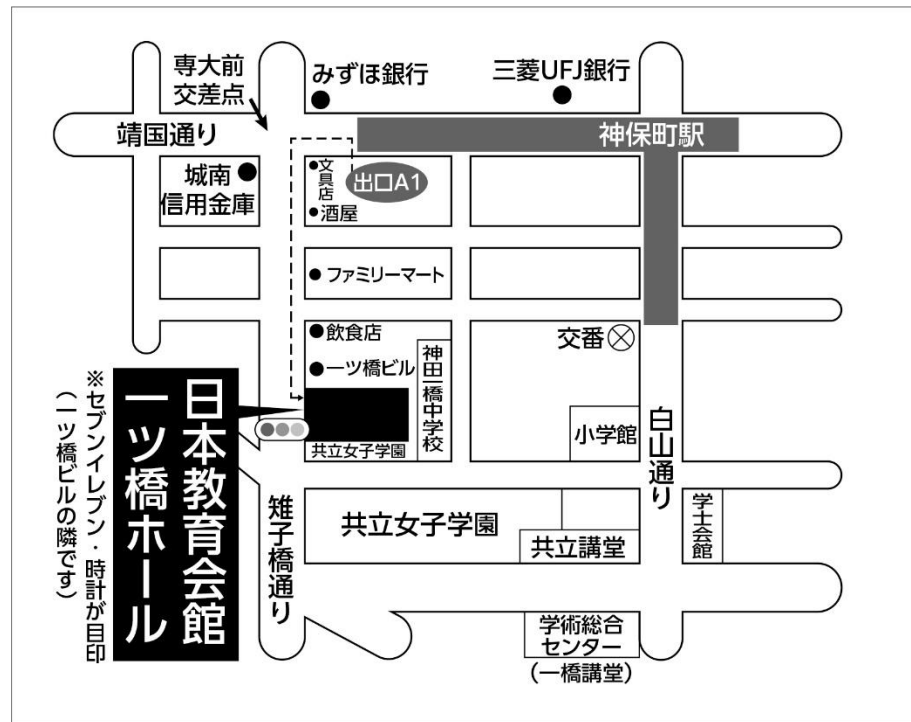 専大前
交差点
みずほ銀行
三菱UFJ銀行
靖国通り
神保町駅
城南
信用金庫
文具店
出口A1
酒屋
ファミリーマート
飲食店
一ツ橋ビル
神田一橋中学校
交番
小学館
白山通り
日本教育会館
一ツ橋ホール
※セブンイレブン・時計が目印
（一ツ橋ビルの隣です）
共立女子学園
雉子橋通り
共立女子学園
共立講堂
学士会館
学術総合
センター
(一橋講堂)